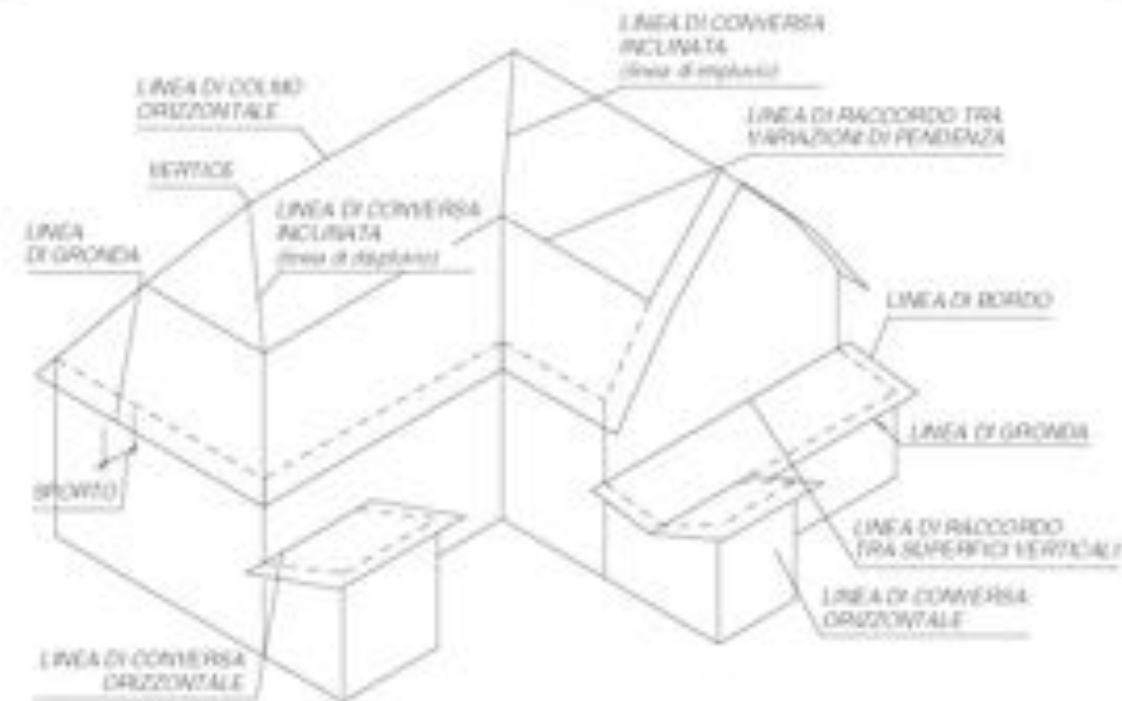 LINEA DI CONVERSA
INCLINATA
(linea di impluvio)
LINEA DI COLMO
ORIZZONTALE
LINEA DI RACCORDO TRA
VARIAZIONI DI PENDENZA
VERTICE
LINEA DI CONVERSA
INCLINATA
(linea di displuvio)
LINEA
DI GRONDA
LINEA DI BORDO
LINEA DI GRONDA
SPORTO
LINEA DI RACCORDO
TRA SUPERFICI VERTICALI
LINEA DI CONVERSA
ORIZZONTALE
LINEA DI CONVERSA
ORIZZONTALE